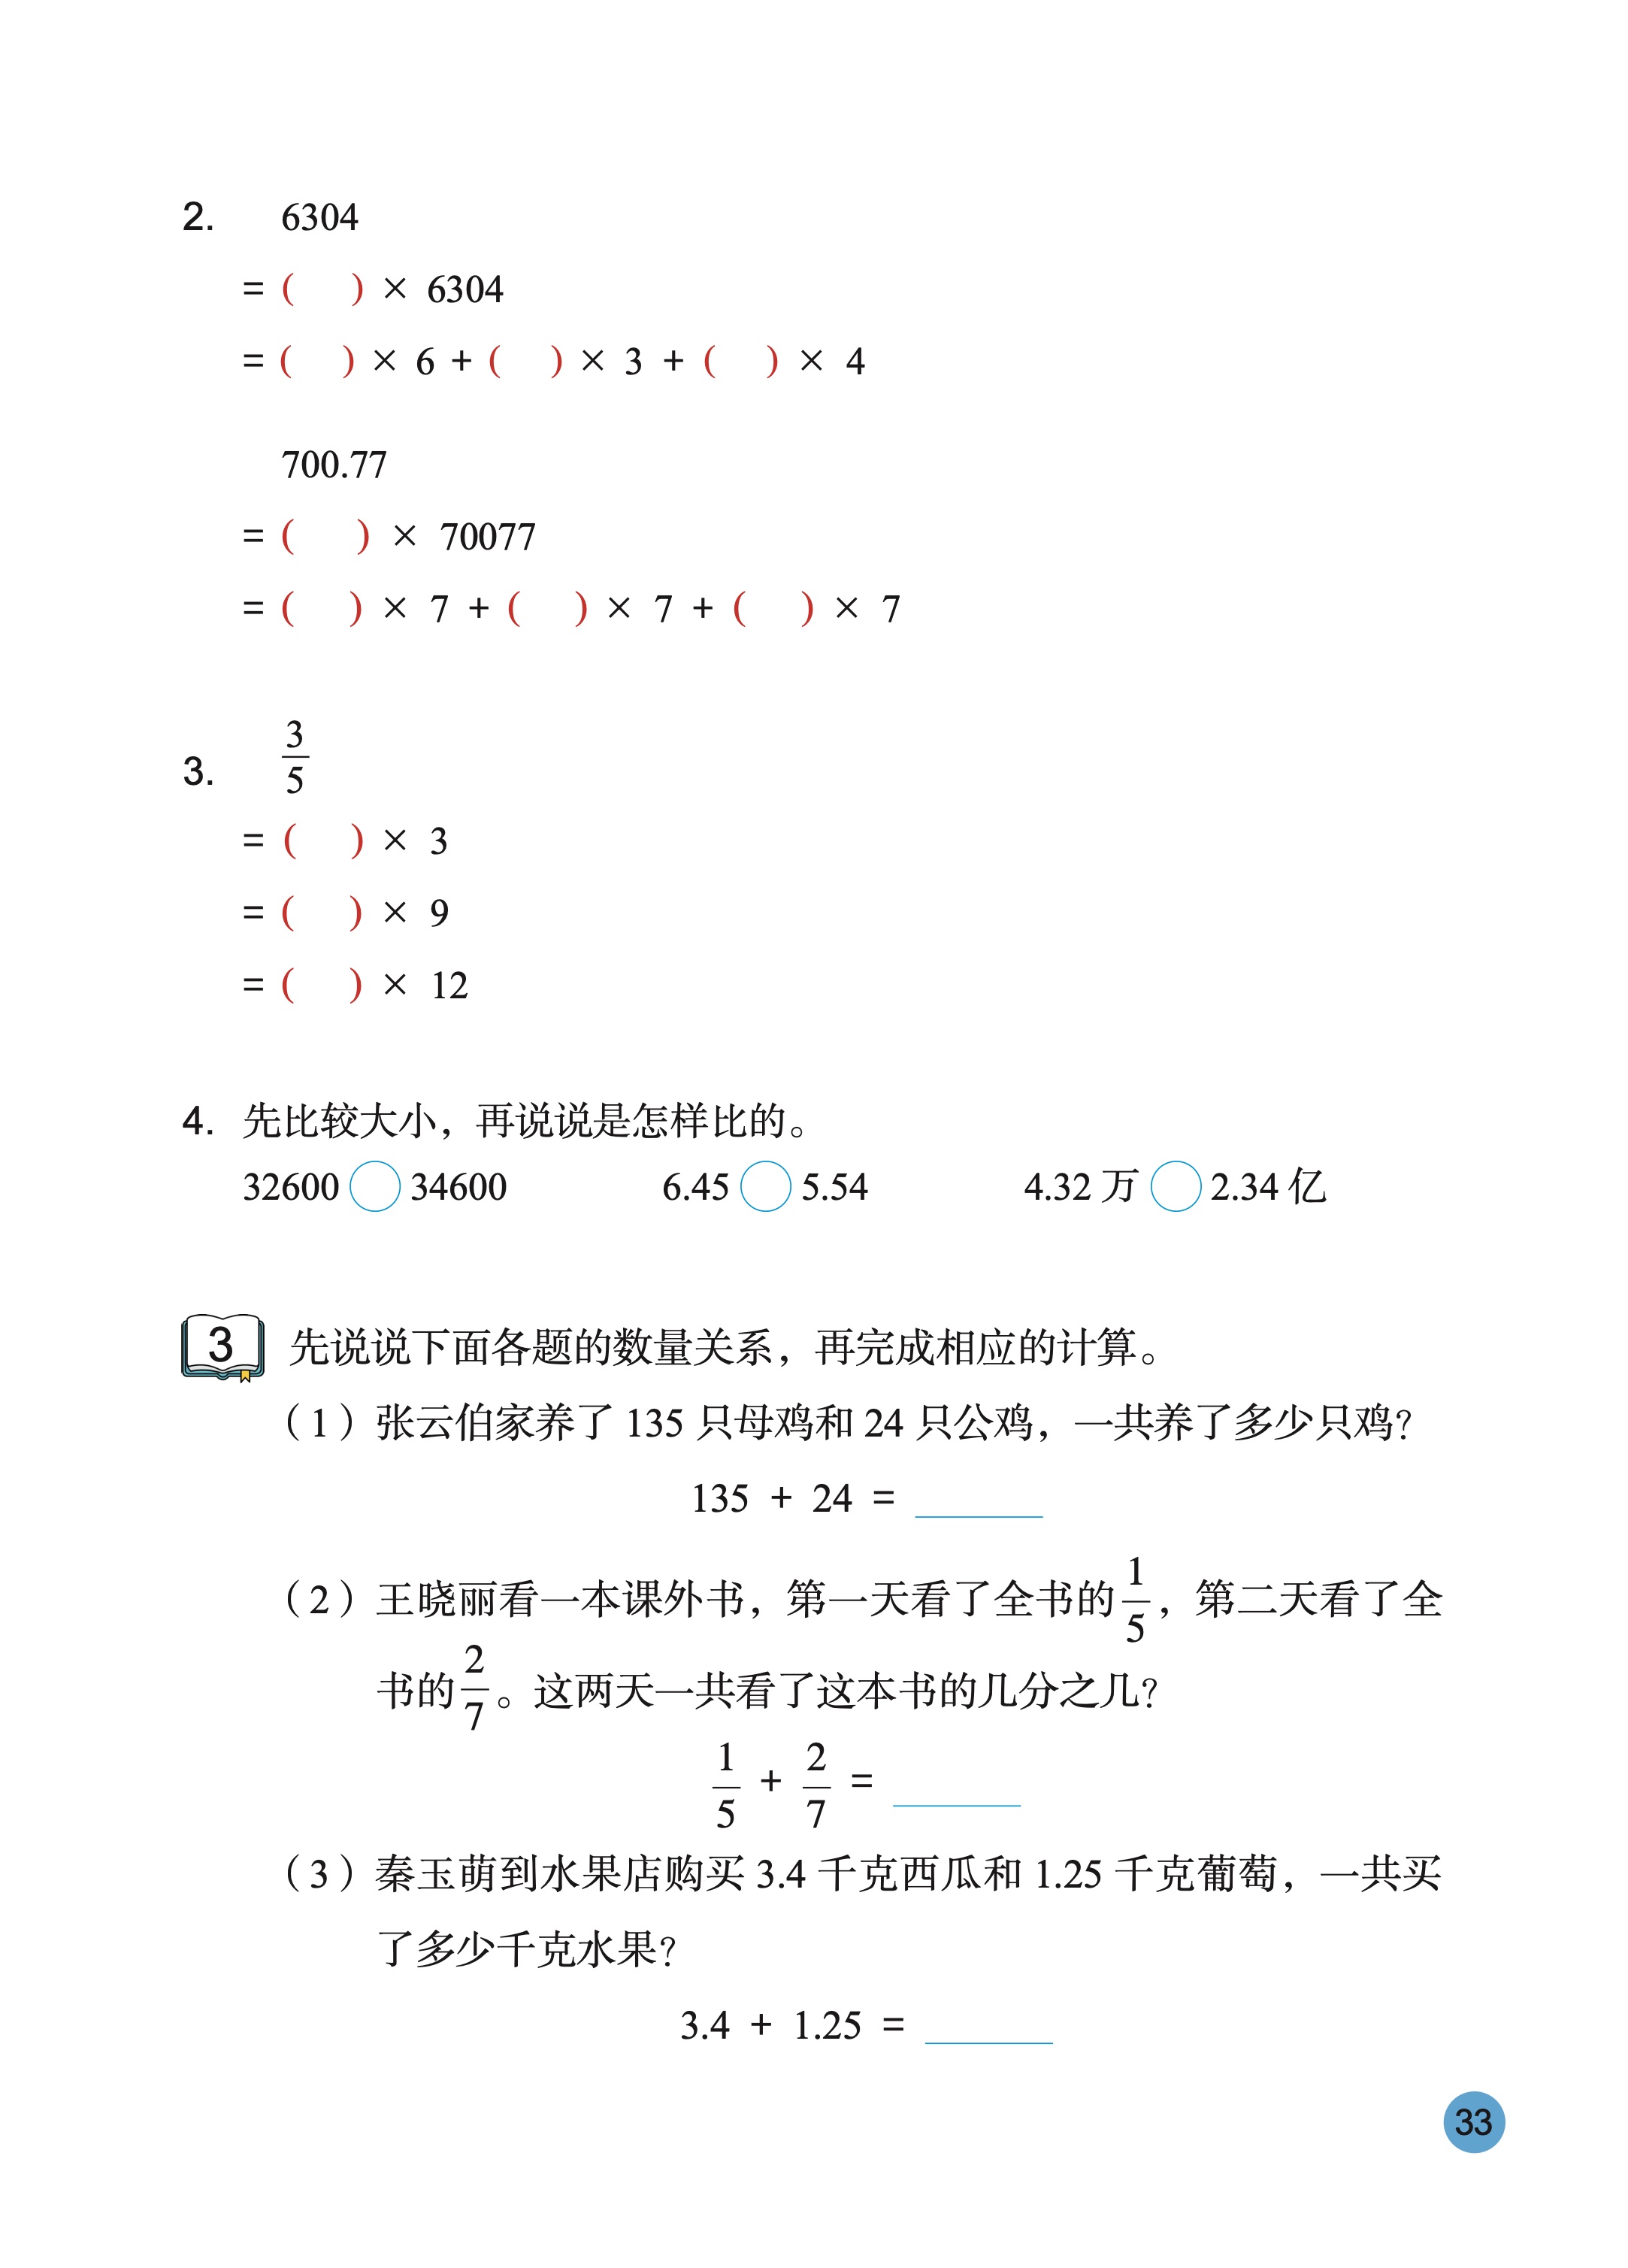 2. 6304
= (  ) × 6304
= (  ) × 6 + (  ) × 3 + (  ) × 4
700.77
= (  ) × 70077
= (  ) × 7 + (  ) × 7 + (  ) × 7
3. 3/5
= (  ) × 3
= (  ) × 9
= (  ) × 12
4. 先比较大小，再说说是怎样比的。
32600 ○ 34600  6.45 ○ 5.54  4.32 万 ○ 2.34 亿
3 先说说下面各题的数量关系，再完成相应的计算。
（1）张云伯家养了 135 只母鸡和 24 只公鸡，一共养了多少只鸡？
135 + 24 = ______
（2）王晓丽看一本课外书，第一天看了全书的 1/5，第二天看了全
书的 2/7。这两天一共看了这本书的几分之几？
1/5 + 2/7 = ______
（3）秦玉萌到水果店购买 3.4 千克西瓜和 1.25 千克葡萄，一共买
了多少千克水果？
3.4 + 1.25 = ______
33